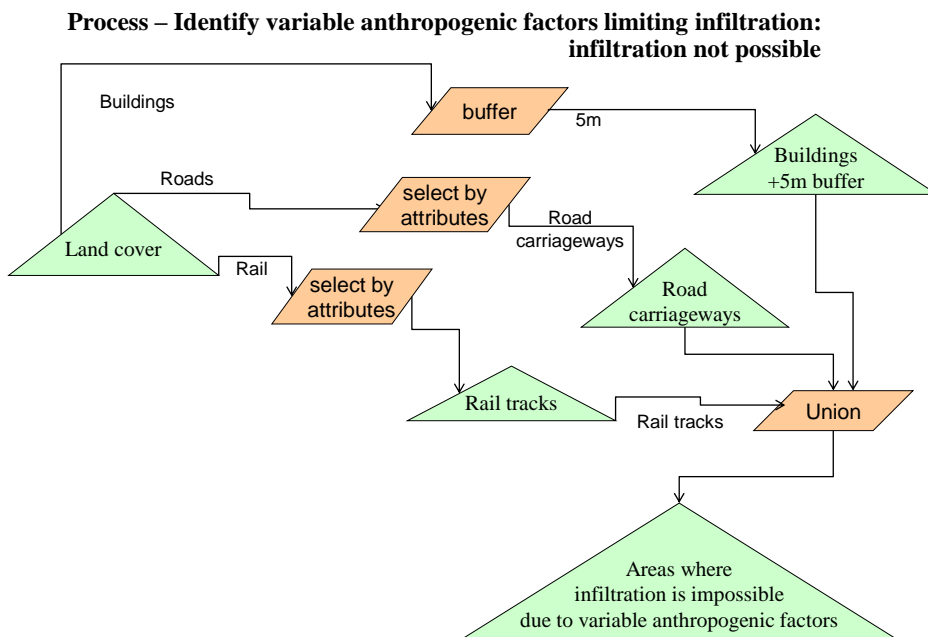 Process – Identify variable anthropogenic factors limiting infiltration:
infiltration not possible
Buildings
buffer
5m
Buildings
+5m buffer
Roads
select by
attributes
Road
carriageways
Land cover
Rail
select by
attributes
Road
carriageways
Rail tracks
Rail tracks
Union
Areas where
infiltration is impossible
due to variable anthropogenic factors